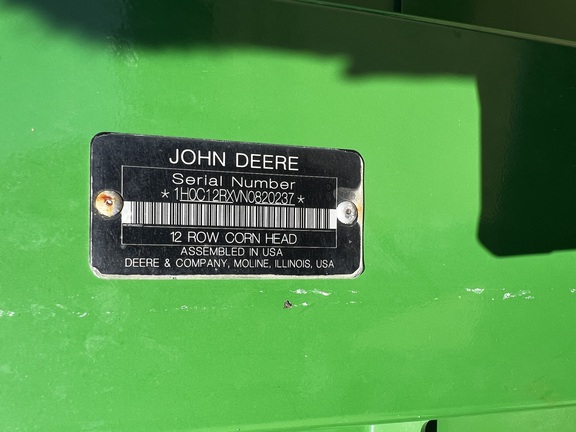 JOHN DEERE
Serial Number
*1H0C12RXVN0820237*
12 ROW CORN HEAD
ASSEMBLED IN USA
DEERE & COMPANY, MOLINE, ILLINOIS, USA